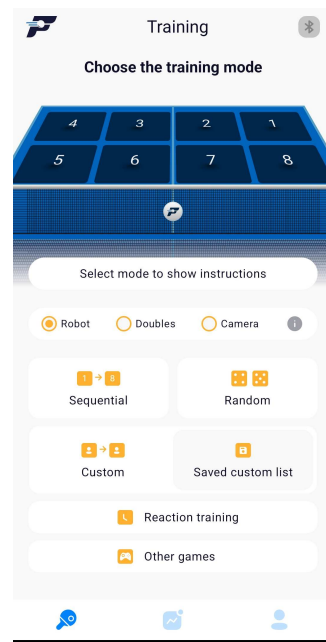 Training
Choose the training mode
4 3 2 1
5 6 7 8
Select mode to show instructions
Robot Doubles Camera i
1 8
Sequential Random
Custom Saved custom list
Reaction training
Other games